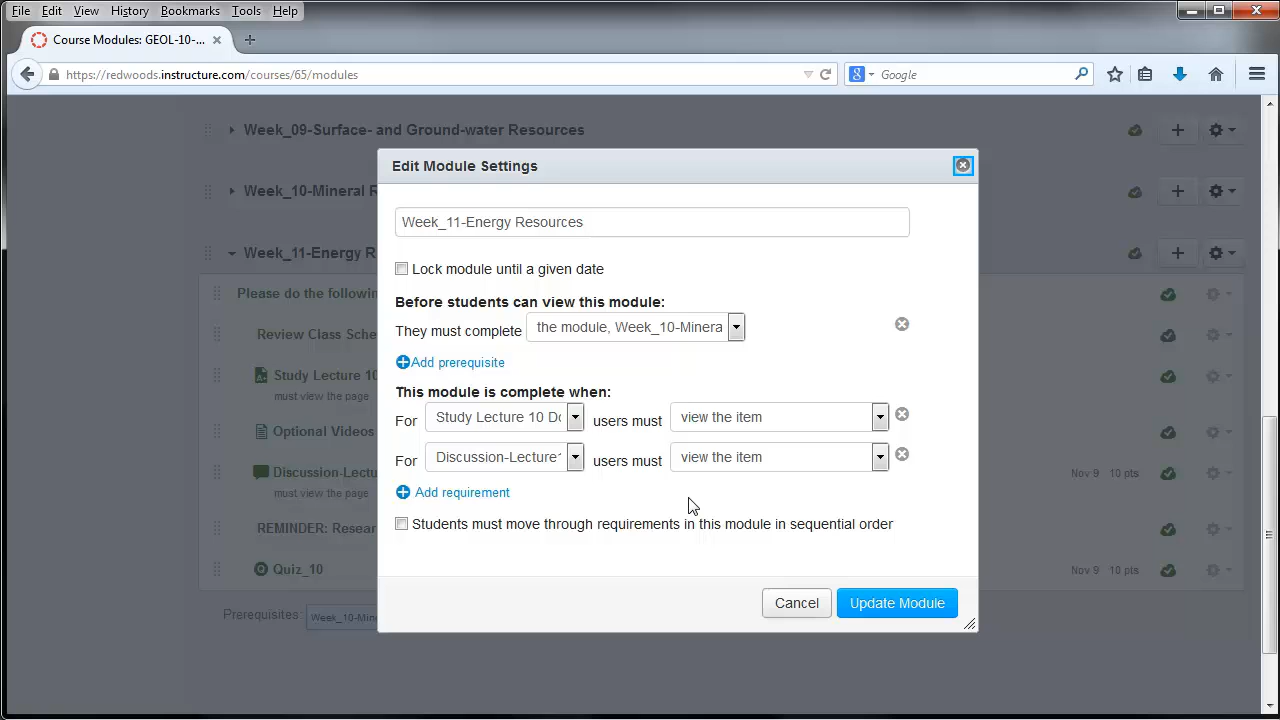 File Edit View History Bookmarks Tools Help
Course Modules: GEOL-10-...
https://redwoods.instructure.com/courses/65/modules
Google
Week_09-Surface- and Ground-water Resources
Edit Module Settings
Week_10-Mineral R
Week_11-Energy Resources
Week_11-Energy R
Lock module until a given date
Please do the followin
Before students can view this module:
They must complete the module, Week_10-Minera
Review Class Sche
Add prerequisite
Study Lecture 10
must view the page
This module is complete when:
For Study Lecture 10 Do users must view the item
Optional Videos
For Discussion-Lecture users must view the item
Discussion-Lectu
must view the page
Nov 9 10 pts
Add requirement
Students must move through requirements in this module in sequential order
REMINDER: Resear
Quiz_10
Nov 9 10 pts
Cancel Update Module
Prerequisites: Week_10-Mine